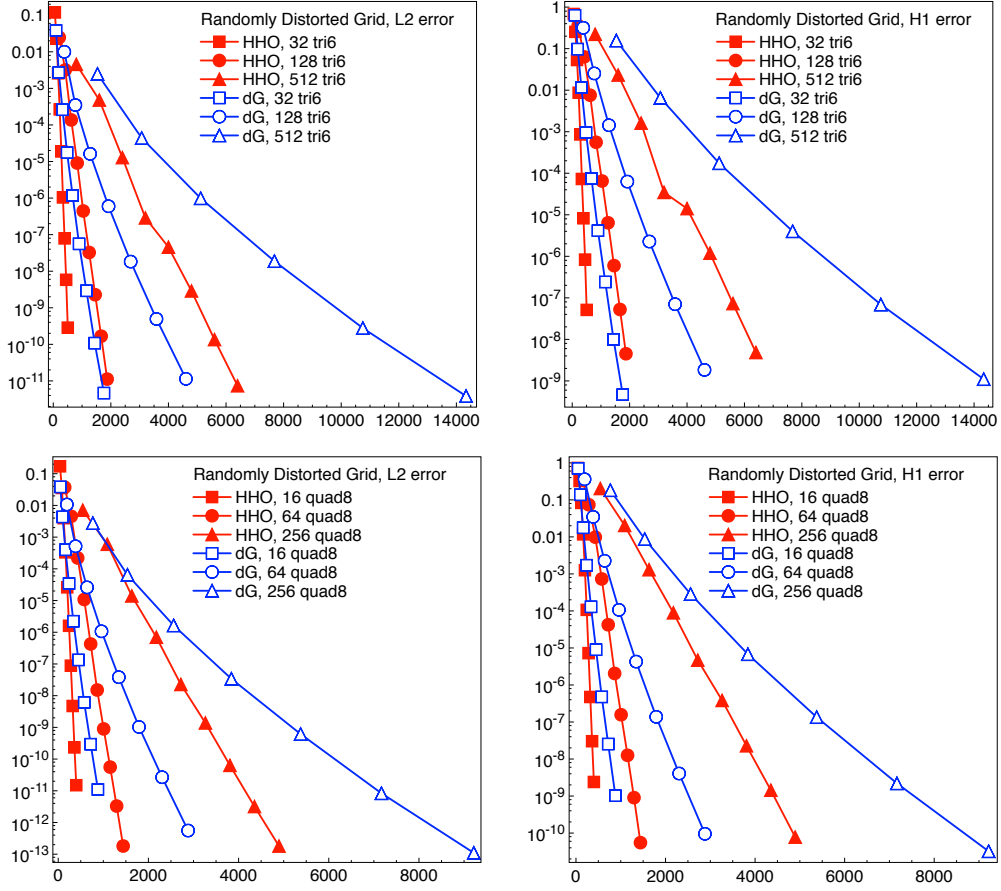 Randomly Distorted Grid, L2 error
HHO, 32 tri6
HHO, 128 tri6
HHO, 512 tri6
dG, 32 tri6
dG, 128 tri6
dG, 512 tri6
0.1
0.01
10-3
10-4
10-5
10-6
10-7
10-8
10-9
10-10
10-11
0 2000 4000 6000 8000 10000 12000 14000
Randomly Distorted Grid, H1 error
HHO, 32 tri6
HHO, 128 tri6
HHO, 512 tri6
dG, 32 tri6
dG, 128 tri6
dG, 512 tri6
1
0.1
0.01
10-3
10-4
10-5
10-6
10-7
10-8
10-9
0 2000 4000 6000 8000 10000 12000 14000
Randomly Distorted Grid, L2 error
HHO, 16 quad8
HHO, 64 quad8
HHO, 256 quad8
dG, 16 quad8
dG, 64 quad8
dG, 256 quad8
0.1
0.01
10-3
10-4
10-5
10-6
10-7
10-8
10-9
10-10
10-11
10-12
10-13
0 2000 4000 6000 8000
Randomly Distorted Grid, H1 error
HHO, 16 quad8
HHO, 64 quad8
HHO, 256 quad8
dG, 16 quad8
dG, 64 quad8
dG, 256 quad8
1
0.1
0.01
10-3
10-4
10-5
10-6
10-7
10-8
10-9
10-10
0 2000 4000 6000 8000